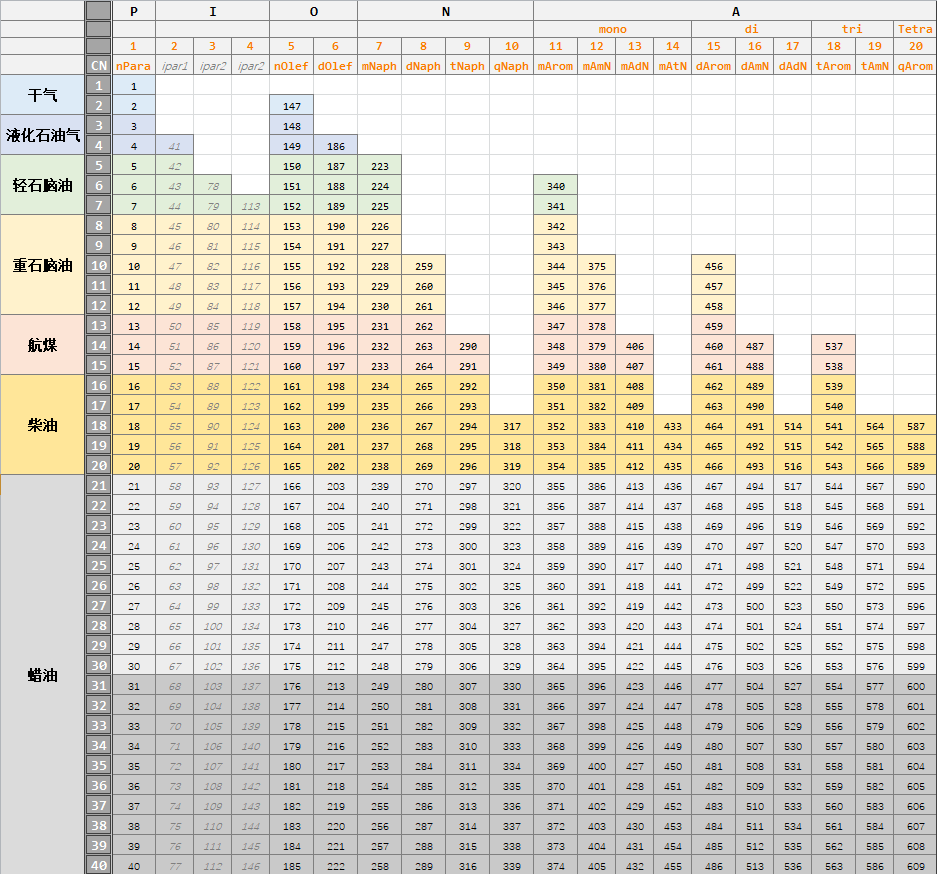 P I O N A
mono di tri Tetra
1 2 3 4 5 6 7 8 9 10 11 12 13 14 15 16 17 18 19 20
CN nPara ipar1 ipar2 ipar2 nOlef dOlef mNaph dNaph tNaph qNaph mArom mAmN mAdN mAtN dArom dAmN dAdN tArom tAmN qArom
干气
1 1
2 2 147
液化石油气
3 3 148
4 4 41 149 186
轻石脑油
5 5 42 150 187 223
6 6 43 78 151 188 224 340
7 7 44 79 113 152 189 225 341
重石脑油
8 8 45 80 114 153 190 226 342
9 9 46 81 115 154 191 227 343
10 10 47 82 116 155 192 228 259 344 375 456
11 11 48 83 117 156 193 229 260 345 376 457
12 12 49 84 118 157 194 230 261 346 377 458
航煤
13 13 50 85 119 158 195 231 262 347 378 459
14 14 51 86 120 159 196 232 263 290 348 379 406 460 487 537
15 15 52 87 121 160 197 233 264 291 349 380 407 461 488 538
柴油
16 16 53 88 122 161 198 234 265 292 350 381 408 462 489 539
17 17 54 89 123 162 199 235 266 293 351 382 409 463 490 540
18 18 55 90 124 163 200 236 267 294 317 352 383 410 433 464 491 514 541 564 587
19 19 56 91 125 164 201 237 268 295 318 353 384 411 434 465 492 515 542 565 588
20 20 57 92 126 165 202 238 269 296 319 354 385 412 435 466 493 516 543 566 589
蜡油
21 21 58 93 127 166 203 239 270 297 320 355 386 413 436 467 494 517 544 567 590
22 22 59 94 128 167 204 240 271 298 321 356 387 414 437 468 495 518 545 568 591
23 23 60 95 129 168 205 241 272 299 322 357 388 415 438 469 496 519 546 569 592
24 24 61 96 130 169 206 242 273 300 323 358 389 416 439 470 497 520 547 570 593
25 25 62 97 131 170 207 243 274 301 324 359 390 417 440 471 498 521 548 571 594
26 26 63 98 132 171 208 244 275 302 325 360 391 418 441 472 499 522 549 572 595
27 27 64 99 133 172 209 245 276 303 326 361 392 419 442 473 500 523 550 573 596
28 28 65 100 134 173 210 246 277 304 327 362 393 420 443 474 501 524 551 574 597
29 29 66 101 135 174 211 247 278 305 328 363 394 421 444 475 502 525 552 575 598
30 30 67 102 136 175 212 248 279 306 329 364 395 422 445 476 503 526 553 576 599
31 31 68 103 137 176 213 249 280 307 330 365 396 423 446 477 504 527 554 577 600
32 32 69 104 138 177 214 250 281 308 331 366 397 424 447 478 505 528 555 578 601
33 33 70 105 139 178 215 251 282 309 332 367 398 425 448 479 506 529 556 579 602
34 34 71 106 140 179 216 252 283 310 333 368 399 426 449 480 507 530 557 580 603
35 35 72 107 141 180 217 253 284 311 334 369 400 427 450 481 508 531 558 581 604
36 36 73 108 142 181 218 254 285 312 335 370 401 428 451 482 509 532 559 582 605
37 37 74 109 143 182 219 255 286 313 336 371 402 429 452 483 510 533 560 583 606
38 38 75 110 144 183 220 256 287 314 337 372 403 430 453 484 511 534 561 584 607
39 39 76 111 145 184 221 257 288 315 338 373 404 431 454 485 512 535 562 585 608
40 40 77 112 146 185 222 258 289 316 339 374 405 432 455 486 513 536 563 586 609